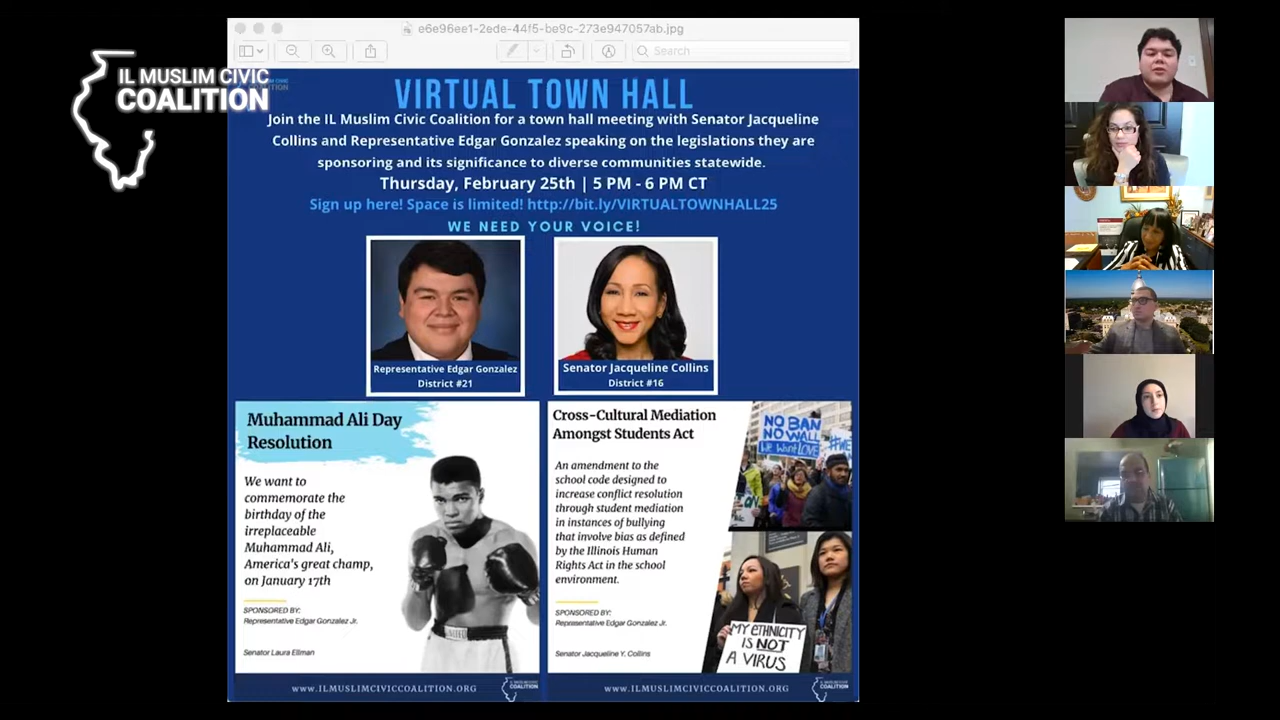 e6e96ee1-2ede-44f5-be9c-273e947057ab.jpg
Search
IL MUSLIM CIVIC
COALITION
VIRTUAL TOWN HALL
Join the IL Muslim Civic Coalition for a town hall meeting with Senator Jacqueline
Collins and Representative Edgar Gonzalez speaking on the legislations they are
sponsoring and its significance to diverse communities statewide.
Thursday, February 25th | 5 PM - 6 PM CT
Sign up here! Space is limited! http://bit.ly/VIRTUALTOWNHALL25
WE NEED YOUR VOICE!
Representative Edgar Gonzalez
District #21
Senator Jacqueline Collins
District #16
Muhammad Ali Day
Resolution
We want to
commemorate the
birthday of the
irreplaceable
Muhammad Ali,
America's great champ,
on January 17th
SPONSORED BY:
Representative Edgar Gonzalez Jr.
Senator Laura Ellman
WWW.ILMUSLIMCIVICCOALITION.ORG
COALITION
Cross-Cultural Mediation
Amongst Students Act
An amendment to the
school code designed to
increase conflict resolution
through student mediation
in instances of bullying
that involve bias as defined
by the Illinois Human
Rights Act in the school
environment.
SPONSORED BY:
Representative Edgar Gonzalez Jr.
Senator Jacqueline Y. Collins
NO BAN
NO WALL
We Want LOVE
MY ETHNICITY
IS NOT
A VIRUS
WWW.ILMUSLIMCIVICCOALITION.ORG
COALITION